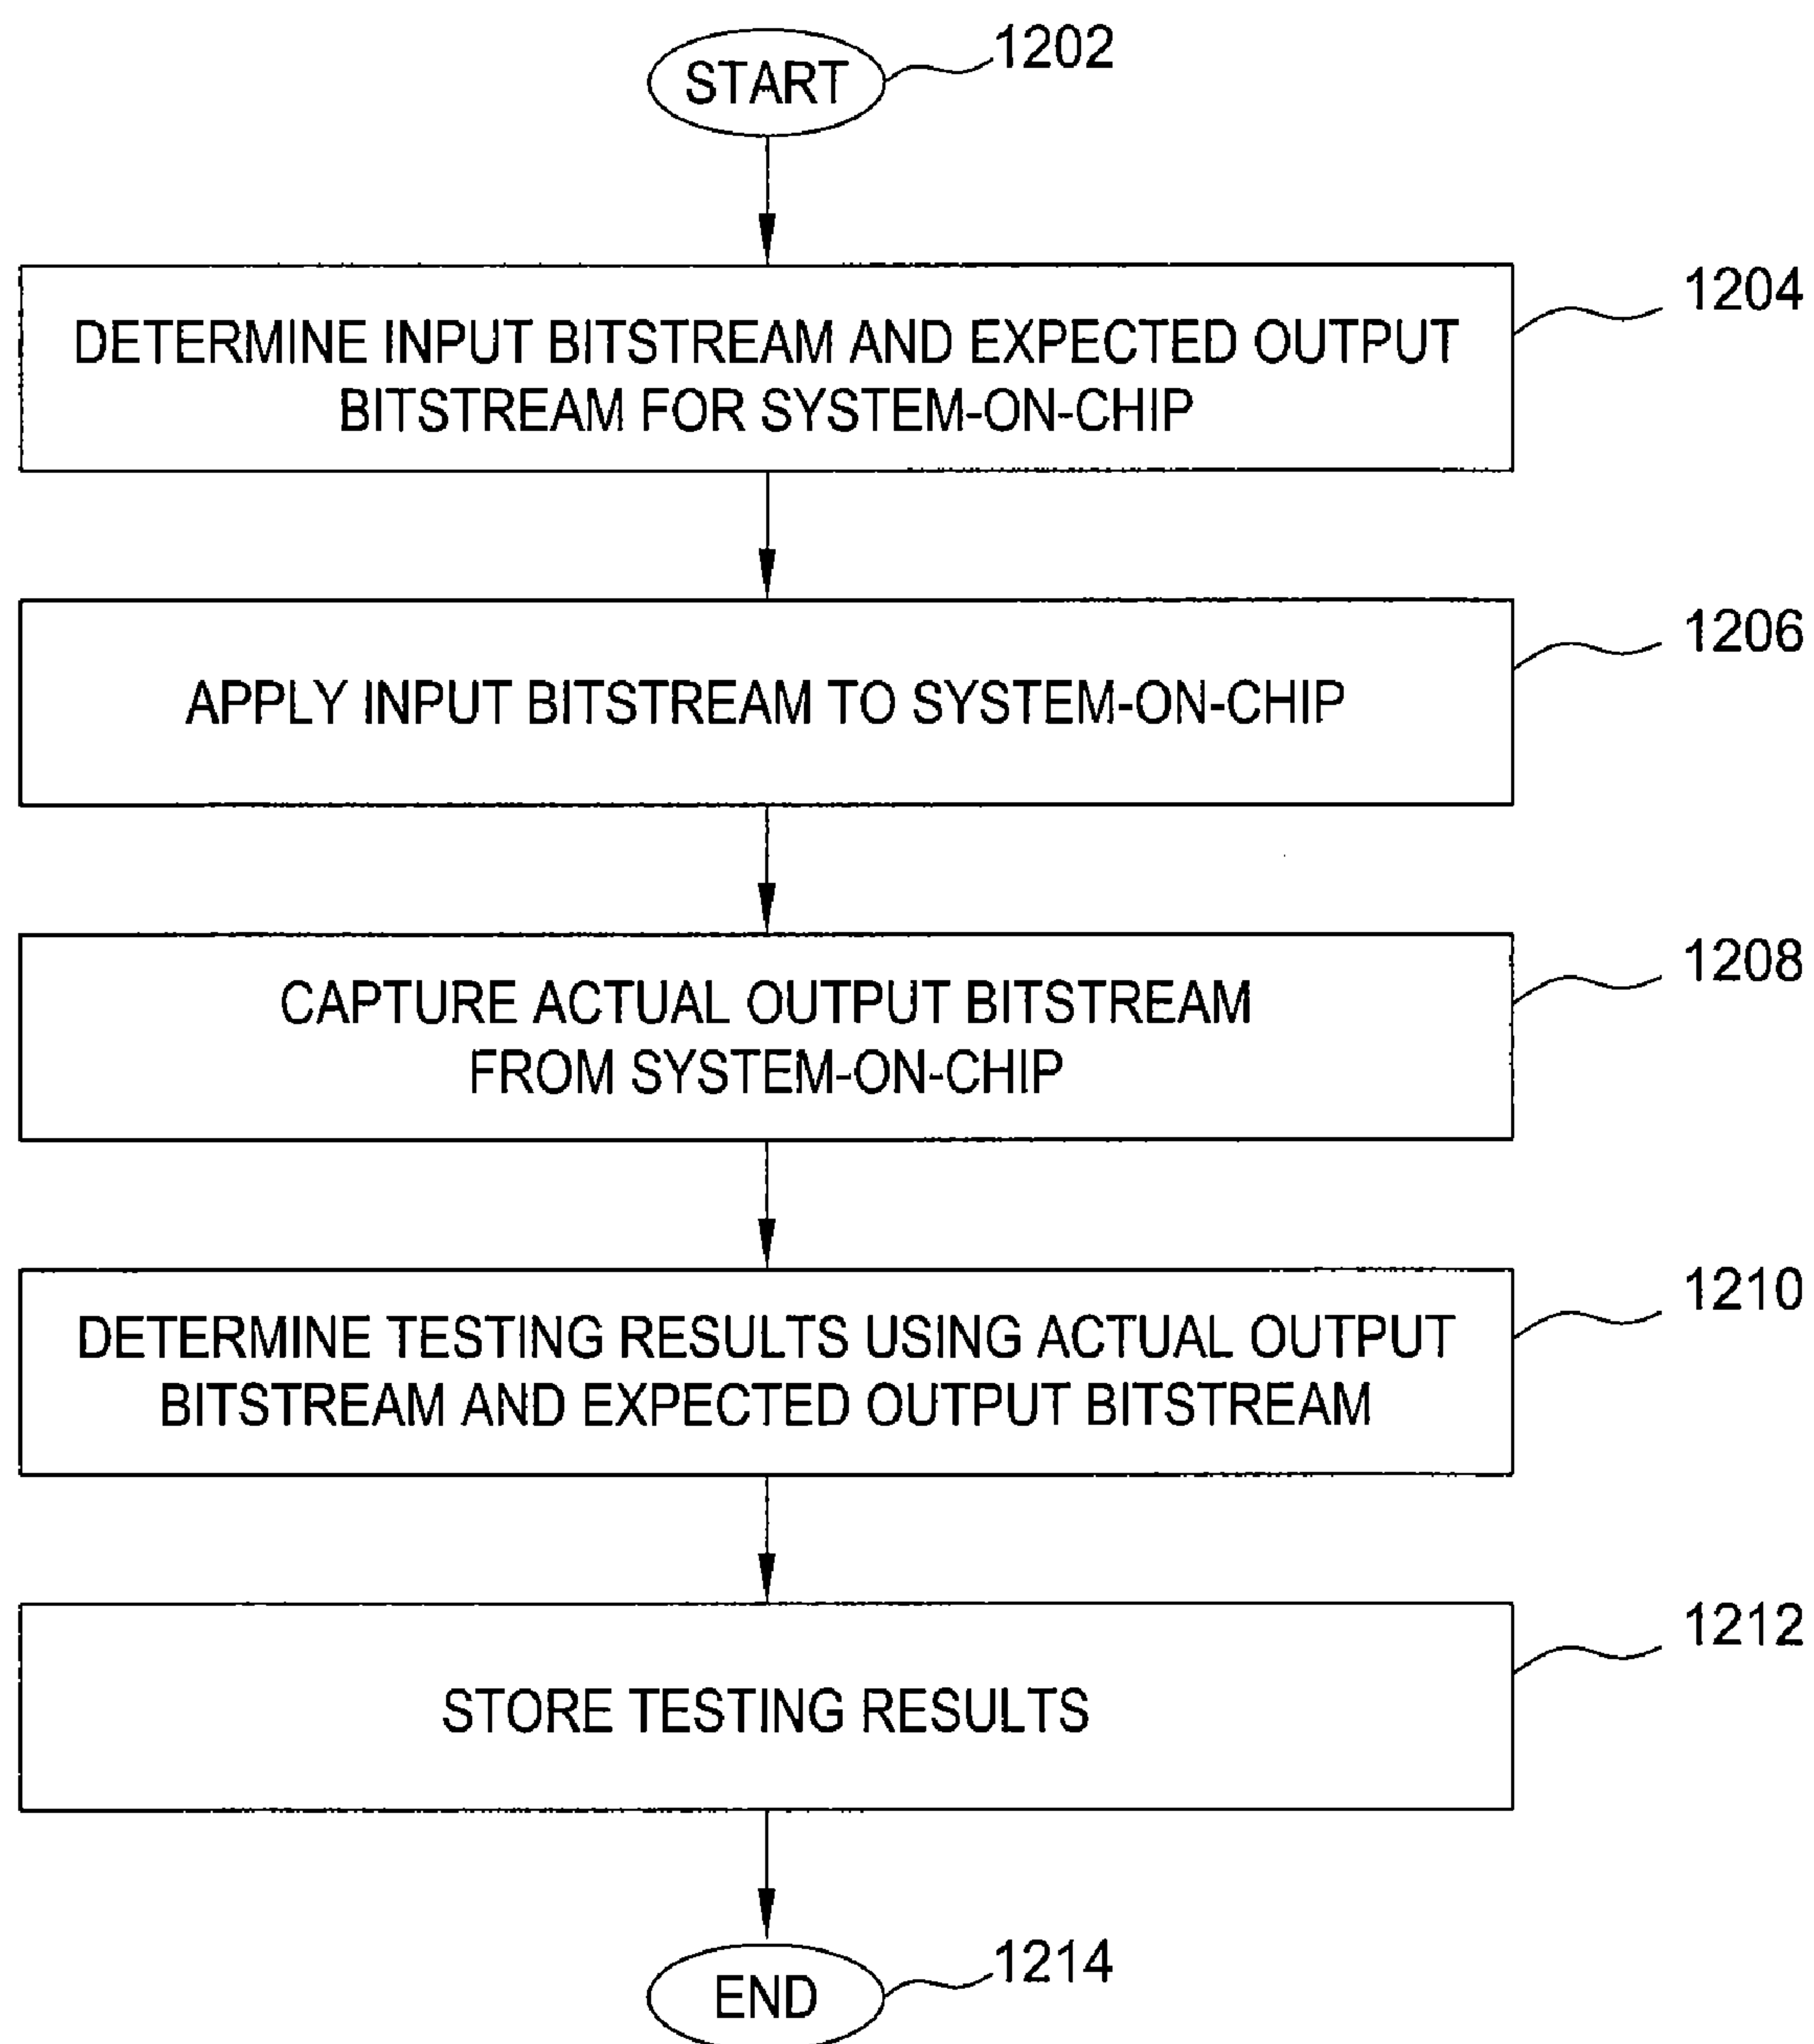 START
1202
1204
DETERMINE INPUT BITSTREAM AND EXPECTED OUTPUT
BITSTREAM FOR SYSTEM-ON-CHIP
1206
APPLY INPUT BITSTREAM TO SYSTEM-ON-CHIP
1208
CAPTURE ACTUAL OUTPUT BITSTREAM
FROM SYSTEM-ON-CHIP
1210
DETERMINE TESTING RESULTS USING ACTUAL OUTPUT
BITSTREAM AND EXPECTED OUTPUT BITSTREAM
1212
STORE TESTING RESULTS
END
1214